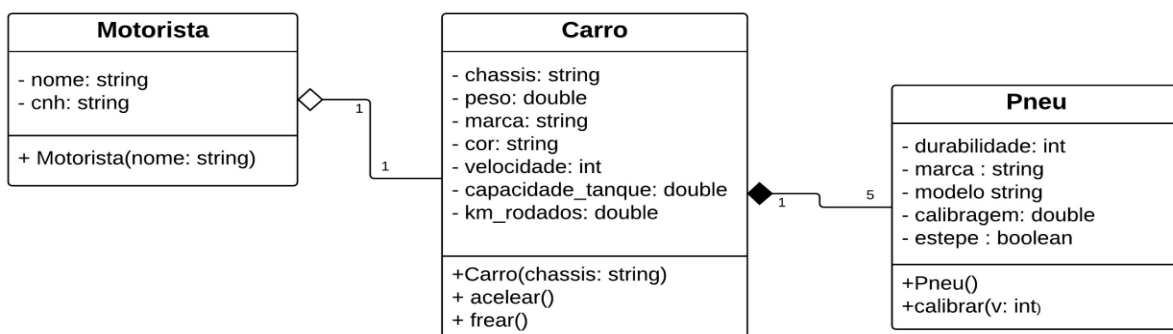 Motorista
- nome: string
- cnh: string
+ Motorista(nome: string)
1
1
Carro
- chassis: string
- peso: double
- marca: string
- cor: string
- velocidade: int
- capacidade_tanque: double
- km_rodados: double
+Carro(chassis: string)
+ acelear()
+ frear()
1
5
Pneu
- durabilidade: int
- marca : string
- modelo string
- calibragem: double
- estepe : boolean
+Pneu()
+calibrar(v: int)